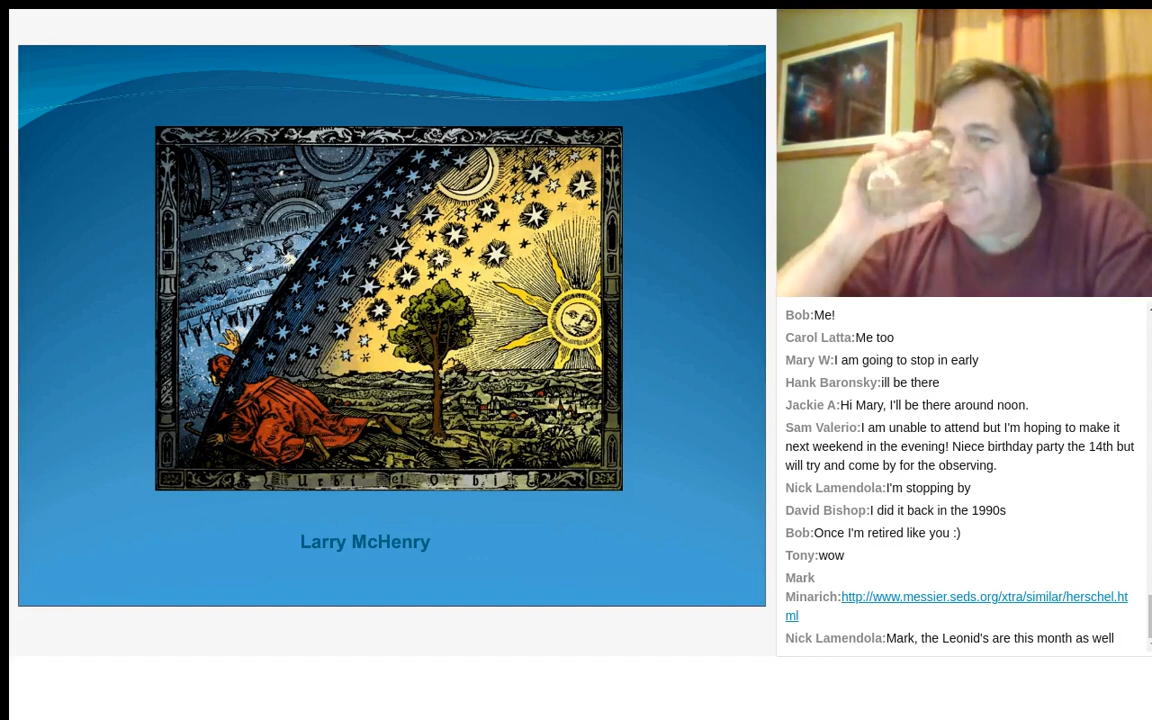 Urbi et Orbi
Larry McHenry
Bob:Me!
Carol Latta:Me too
Mary W:I am going to stop in early
Hank Baronsky:ill be there
Jackie A:Hi Mary, I'll be there around noon.
Sam Valerio:I am unable to attend but I'm hoping to make it
next weekend in the evening! Niece birthday party the 14th but
will try and come by for the observing.
Nick Lamendola:I'm stopping by
David Bishop:I did it back in the 1990s
Bob:Once I'm retired like you :)
Tony:wow
Mark
Minarich:http://www.messier.seds.org/xtra/similar/herschel.ht
ml
Nick Lamendola:Mark, the Leonid's are this month as well